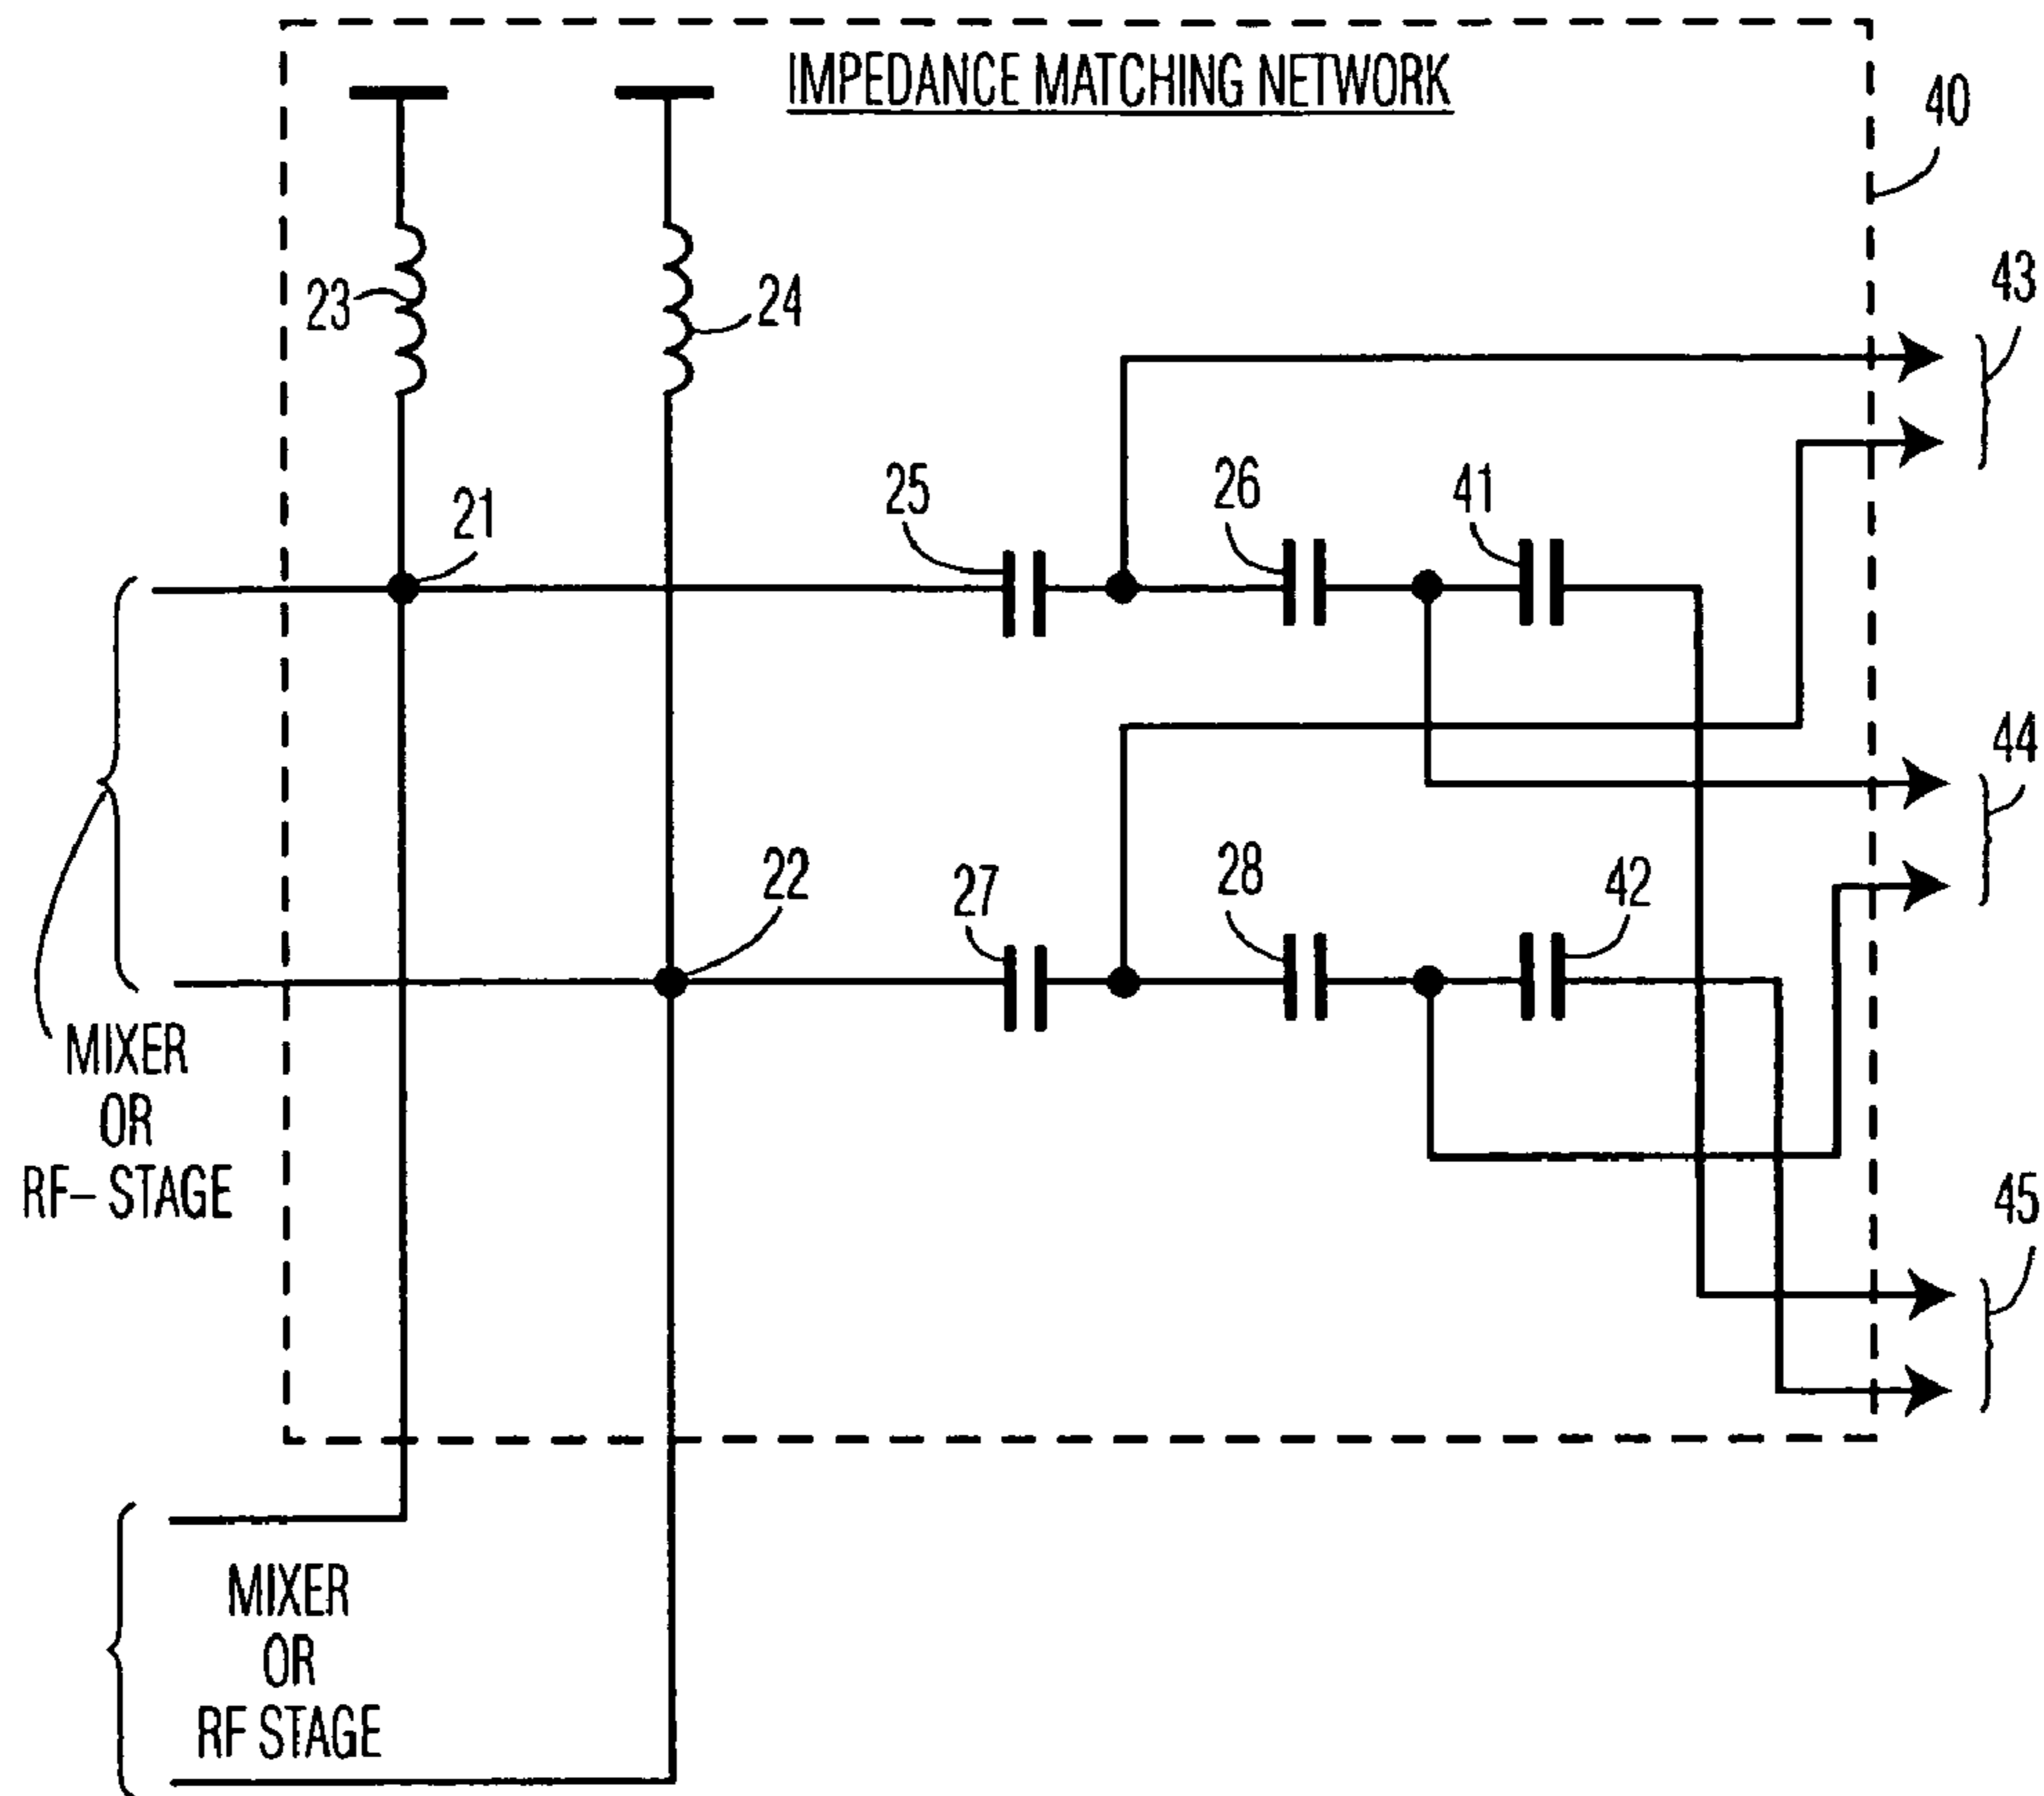 IMPEDANCE MATCHING NETWORK
40
43
23
24
25
26
41
21
44
22
27
28
42
MIXER
OR
RF- STAGE
45
MIXER
OR
RF STAGE